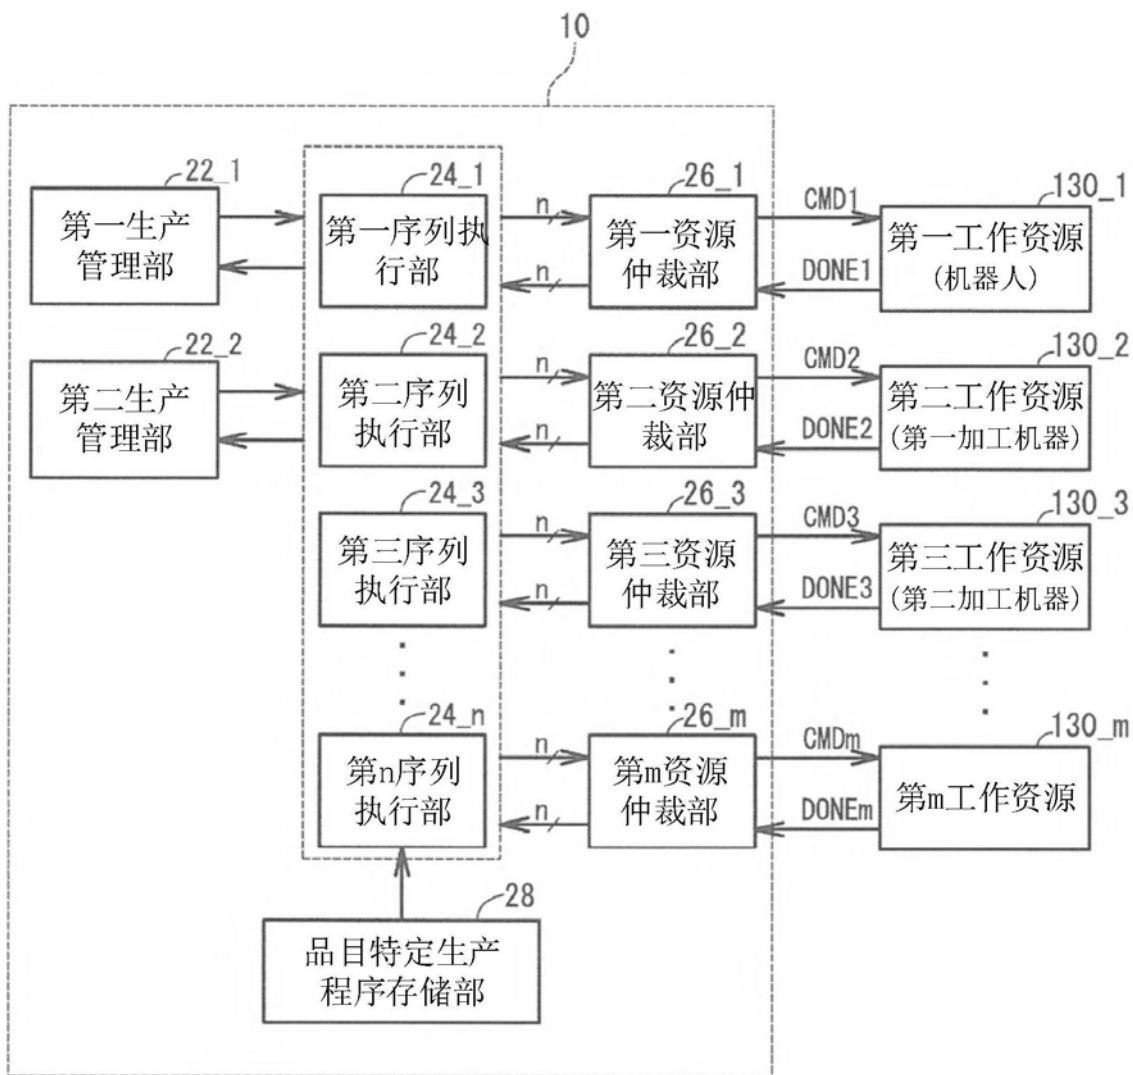 10
22_1
24_1
26_1
130_1
第一生产
管理部
第一序列执
行部
n
n
第一资源
仲裁部
CMD1
DONE1
第一工作资源
(机器人)
22_2
24_2
26_2
130_2
第二生产
管理部
第二序列
执行部
n
n
第二资源仲
裁部
CMD2
DONE2
第二工作资源
(第一加工机器)
24_3
26_3
130_3
第三序列
执行部
n
n
第三资源
仲裁部
CMD3
DONE3
第三工作资源
(第二加工机器)
24_n
26_m
130_m
第n序列
执行部
n
n
第m资源
仲裁部
CMDm
DONEm
第m工作资源
28
品目特定生产
程序存储部